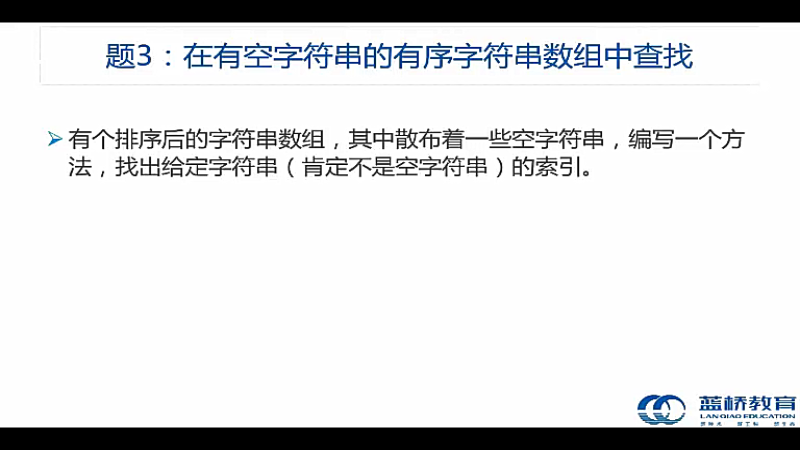 题3：在有空字符串的有序字符串数组中查找
有个排序后的字符串数组，其中散布着一些空字符串，编写一个方
法，找出给定字符串（肯定不是空字符串）的索引。
蓝桥教育
LAN QIAO EDUCATION